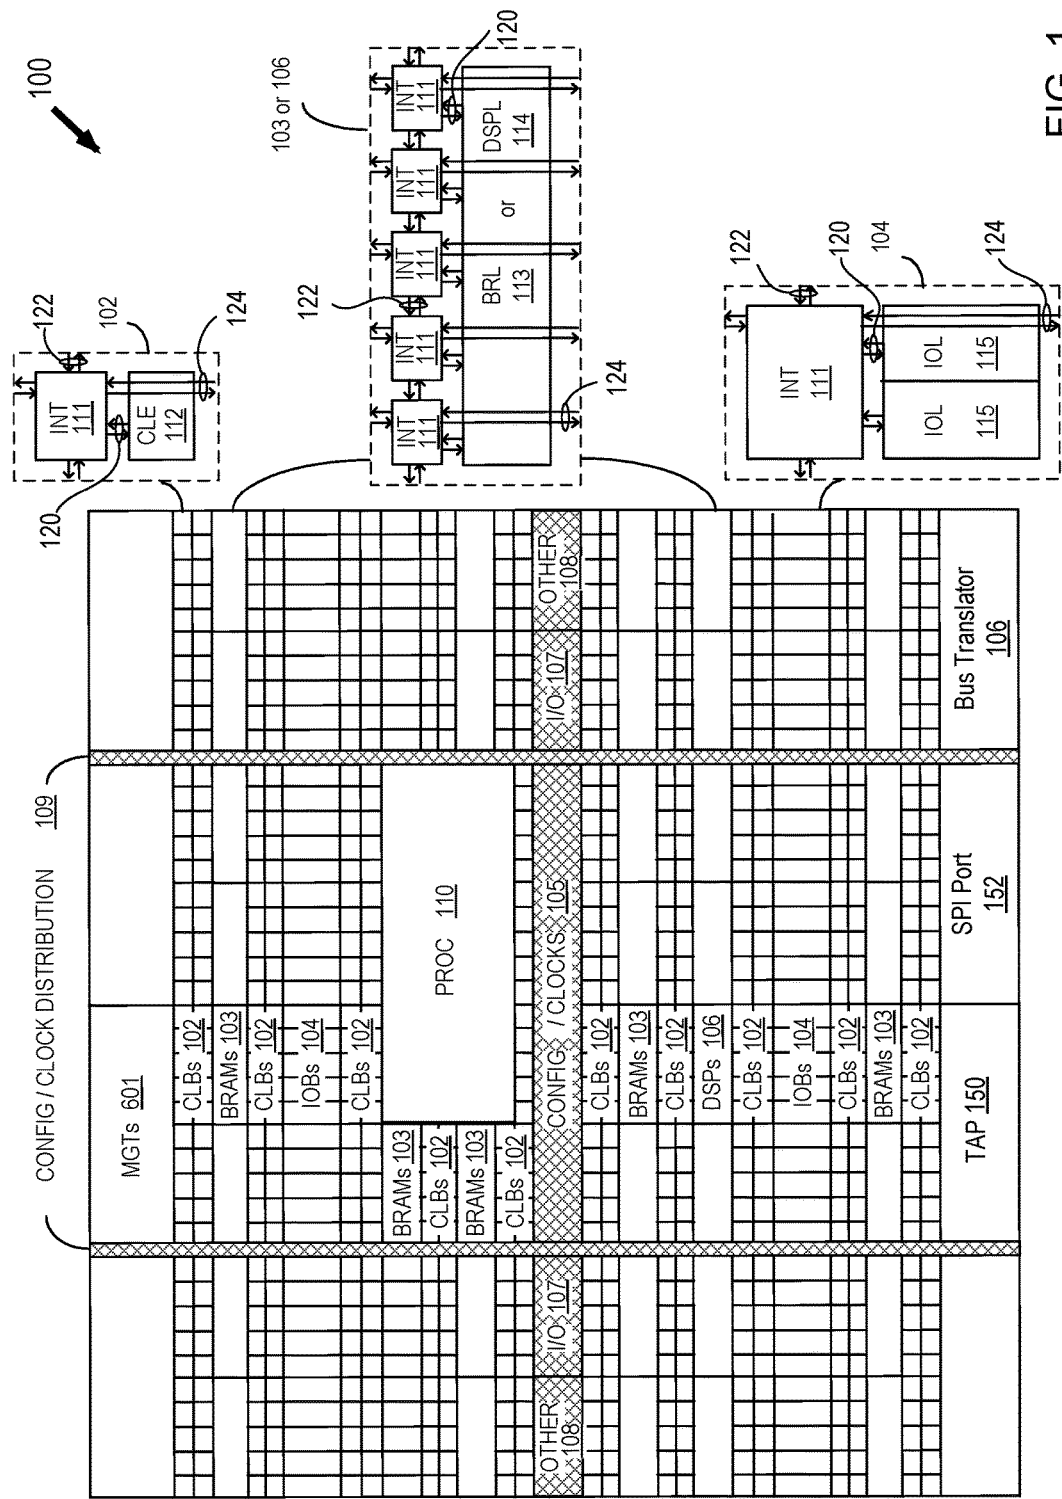 100
CONFIG / CLOCK DISTRIBUTION 109
MGTs 601
CLBs 102
BRAMs 103
CLBs 102
IOBs 104
CLBs 102
PROC 110
BRAMs 103
CLBs 102
BRAMs 103
CLBs 102
OTHER 108
I/O 107
CONFIG / CLOCKS 105
I/O 107
OTHER 108
CLBs 102
BRAMs 103
CLBs 102
DSPs 106
CLBs 102
IOBs 104
CLBs 102
BRAMs 103
CLBs 102
TAP 150
SPI Port
152
Bus Translator
106
122
102
INT
111
120
CLE
112
124
103 or 106
INT
111
INT
111
122
INT
111
INT
111
INT
111
120
BRL
113
or
DSPL
114
124
122
INT
111
120
104
IOL
115
IOL
115
124
FIG. 1